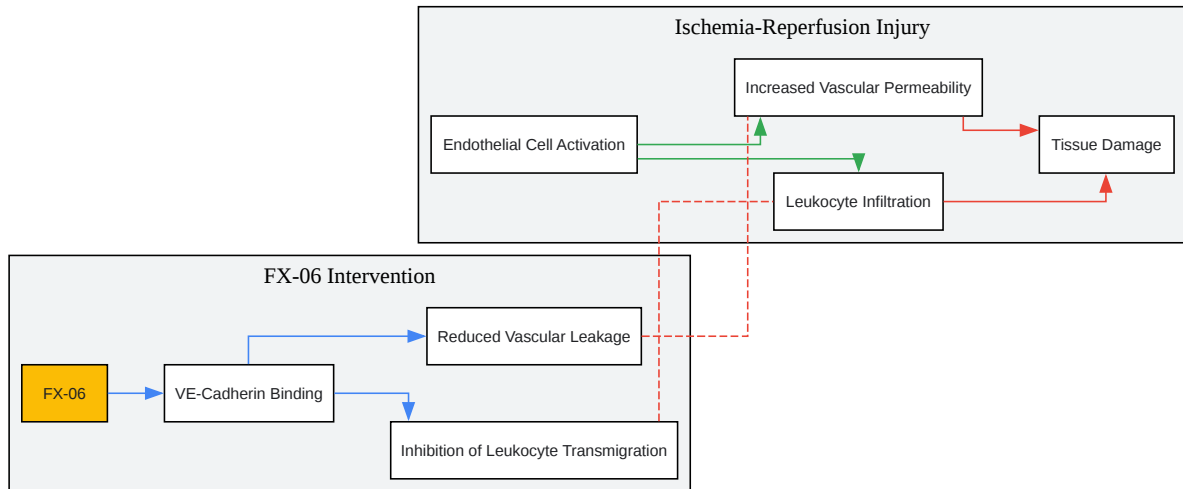 Ischemia-Reperfusion Injury
Increased Vascular Permeability
Endothelial Cell Activation
Tissue Damage
Leukocyte Infiltration
FX-06 Intervention
Reduced Vascular Leakage
FX-06
VE-Cadherin Binding
Inhibition of Leukocyte Transmigration